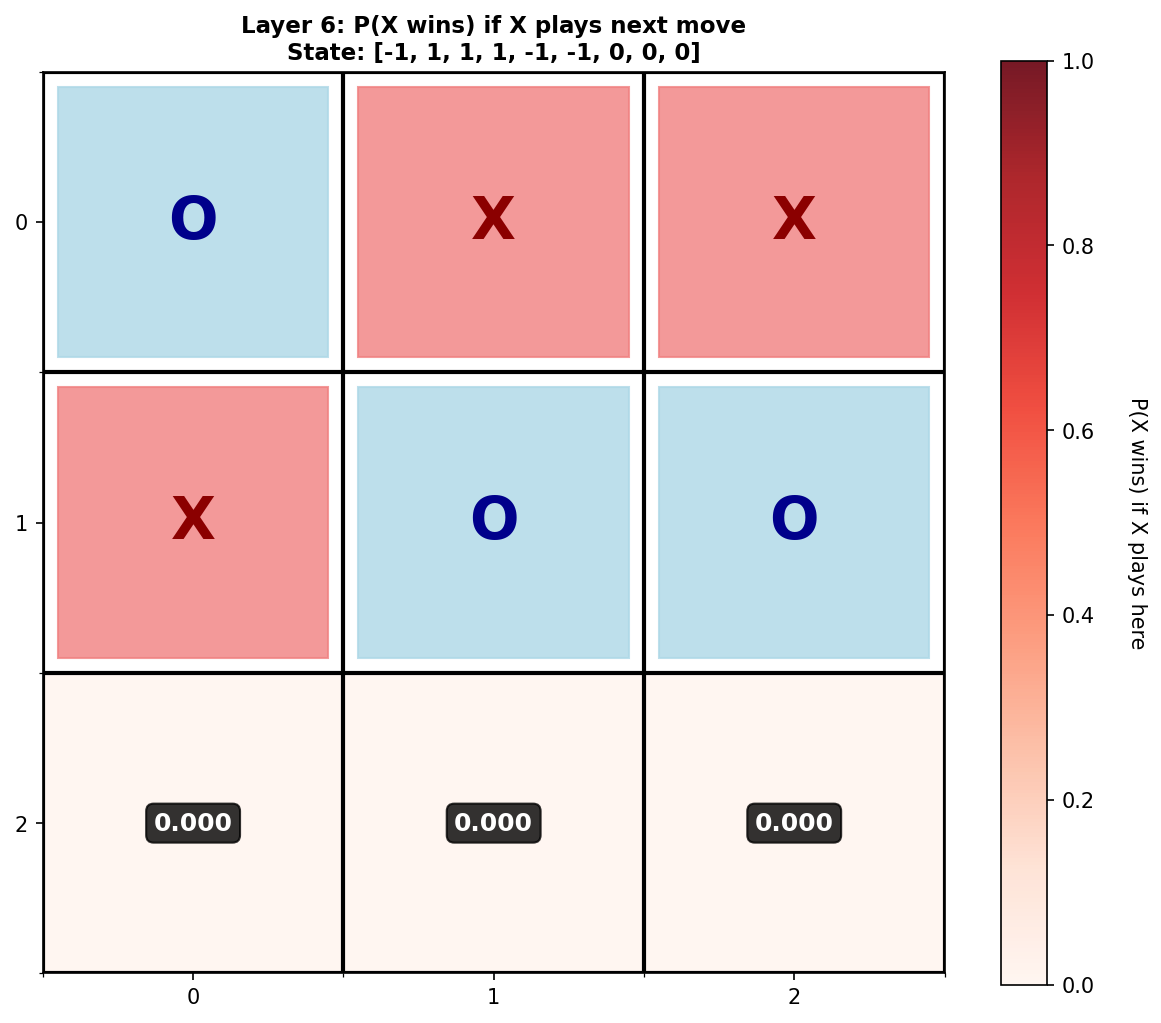 Layer 6: P(X wins) if X plays next move
State: [-1, 1, 1, 1, -1, -1, 0, 0, 0]
O X X
X O O
0.000 0.000 0.000
0
1
2
0 1 2
1.0
0.8
0.6
0.4
0.2
0.0
P(X wins) if X plays here